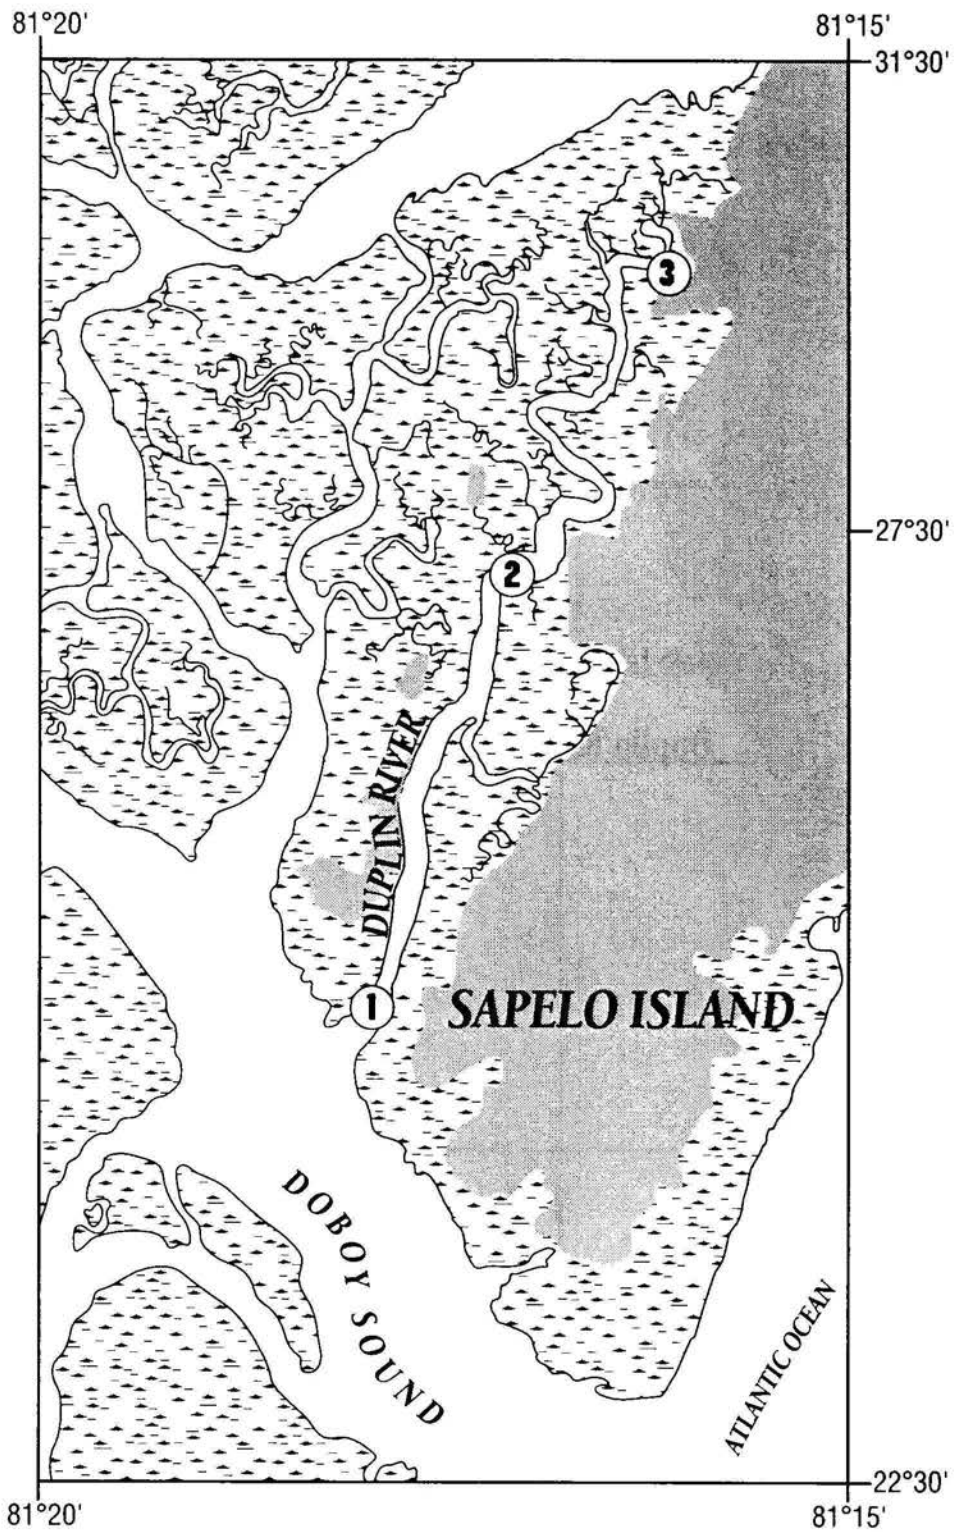 81°20'
81°15'
31°30'
3
27°30'
2
DUPLIN RIVER
1
SAPELO ISLAND
DOBOY SOUND
ATLANTIC OCEAN
22°30'
81°20'
81°15'